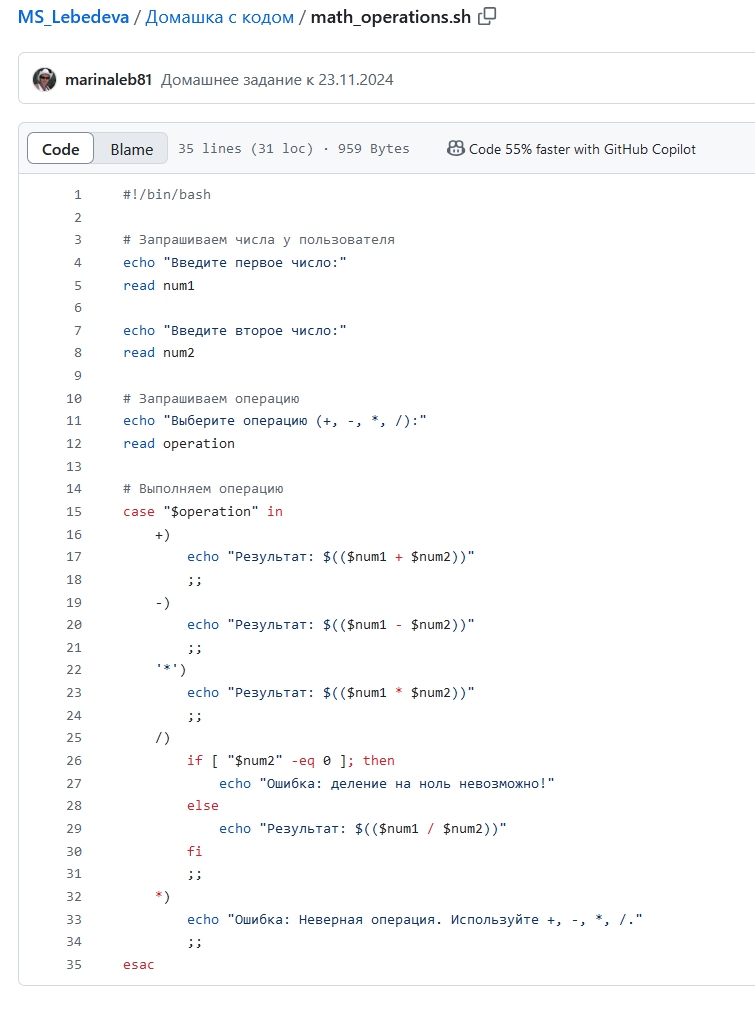 MS_Lebedeva / Домашка с кодом / math_operations.sh
marinaleb81 Домашнее задание к 23.11.2024
Code Blame 35 lines (31 loc) · 959 Bytes Code 55% faster with GitHub Copilot
1 #!/bin/bash
2
3 # Запрашиваем числа у пользователя
4 echo "Введите первое число:"
5 read num1
6
7 echo "Введите второе число:"
8 read num2
9
10 # Запрашиваем операцию
11 echo "Выберите операцию (+, -, *, /):"
12 read operation
13
14 # Выполняем операцию
15 case "$operation" in
16     +)
17         echo "Результат: $(($num1 + $num2))"
18         ;;
19     -)
20         echo "Результат: $(($num1 - $num2))"
21         ;;
22     '*')
23         echo "Результат: $(($num1 * $num2))"
24         ;;
25     /)
26         if [ "$num2" -eq 0 ]; then
27             echo "Ошибка: деление на ноль невозможно!"
28         else
29             echo "Результат: $(($num1 / $num2))"
30         fi
31         ;;
32     *)
33         echo "Ошибка: Неверная операция. Используйте +, -, *, /."
34         ;;
35 esac